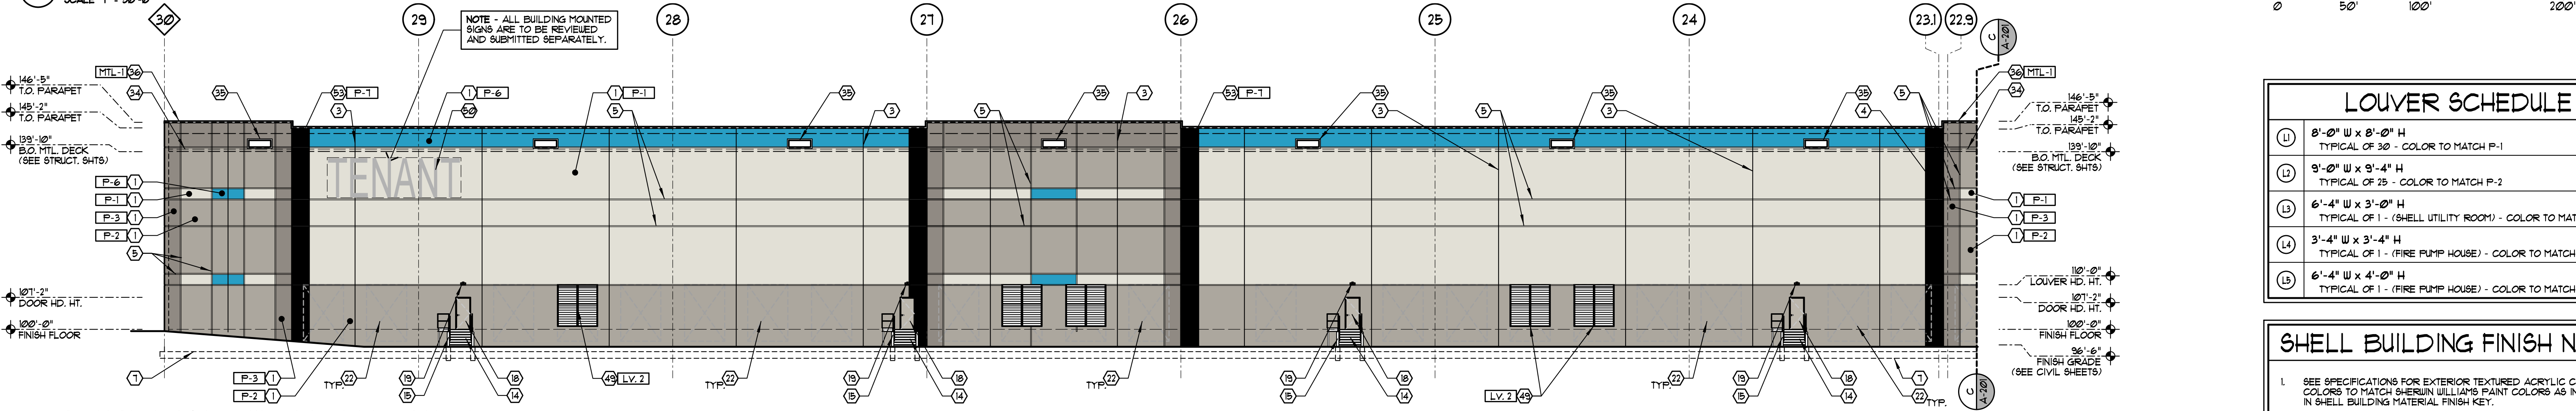 SCALE 1" = 30'-0"
30 29 28 27 26 25 24 23.1 22.9
0 50' 100' 200'
NOTE - ALL BUILDING MOUNTED
SIGNS ARE TO BE REVIEWED
AND SUBMITTED SEPARATELY.
C
A-201
MTL-1 36
34 35 53 P-7 3 1 P-6 50 1 P-1 5 35 3 5 35 3 53 P-7 35 3 5 35 3 35 4 5 36 MTL-1
34
146'-5"
T.O. PARAPET
145'-2"
T.O. PARAPET
139'-10"
B.O. MTL. DECK
(SEE STRUCT. SHTS)
P-6 1
P-1 1
P-3 1
P-2 1
5
107'-2"
DOOR HD. HT.
100'-0"
FINISH FLOOR
TENANT
146'-5"
T.O. PARAPET
145'-2"
T.O. PARAPET
139'-10"
B.O. MTL. DECK
(SEE STRUCT. SHTS)
1 P-1
1 P-3
1 P-2
110'-0"
LOUVER HD. HT.
107'-2"
DOOR HD. HT.
100'-0"
FINISH FLOOR
96'-6"
FINISH GRADE
(SEE CIVIL SHEETS)
7 P-3 1 TYP. 22 19 18 49 LV. 2 TYP. 22 19 18 TYP. 22 19 18 LV. 2 49 TYP. 22 19 18 7
P-2 1 15 14 15 14 15 14 15 14 22 TYP.
C
A-201
LOUVER SCHEDULE
L1 8'-0" W x 8'-0" H
TYPICAL OF 30 - COLOR TO MATCH P-1
L2 9'-0" W x 9'-4" H
TYPICAL OF 25 - COLOR TO MATCH P-2
L3 6'-4" W x 3'-0" H
TYPICAL OF 1 - (SHELL UTILITY ROOM) - COLOR TO MAT
L4 3'-4" W x 3'-4" H
TYPICAL OF 1 - (FIRE PUMP HOUSE) - COLOR TO MATCH
L5 6'-4" W x 4'-0" H
TYPICAL OF 1 - (FIRE PUMP HOUSE) - COLOR TO MATCH
SHELL BUILDING FINISH N
1. SEE SPECIFICATIONS FOR EXTERIOR TEXTURED ACRYLIC C
COLORS TO MATCH SHERWIN WILLIAMS PAINT COLORS AS IN
IN SHELL BUILDING MATERIAL FINISH KEY.